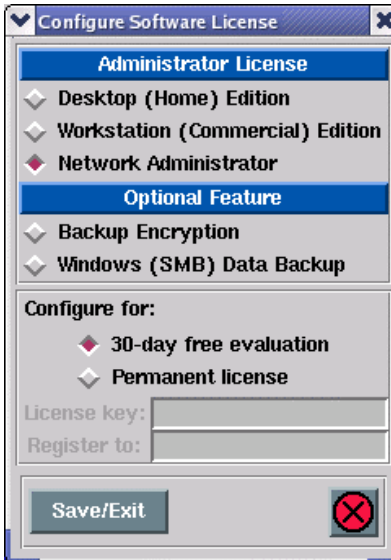 Configure Software License
Administrator License
Desktop (Home) Edition
Workstation (Commercial) Edition
Network Administrator
Optional Feature
Backup Encryption
Windows (SMB) Data Backup
Configure for:
30-day free evaluation
Permanent license
License key:
Register to:
Save/Exit